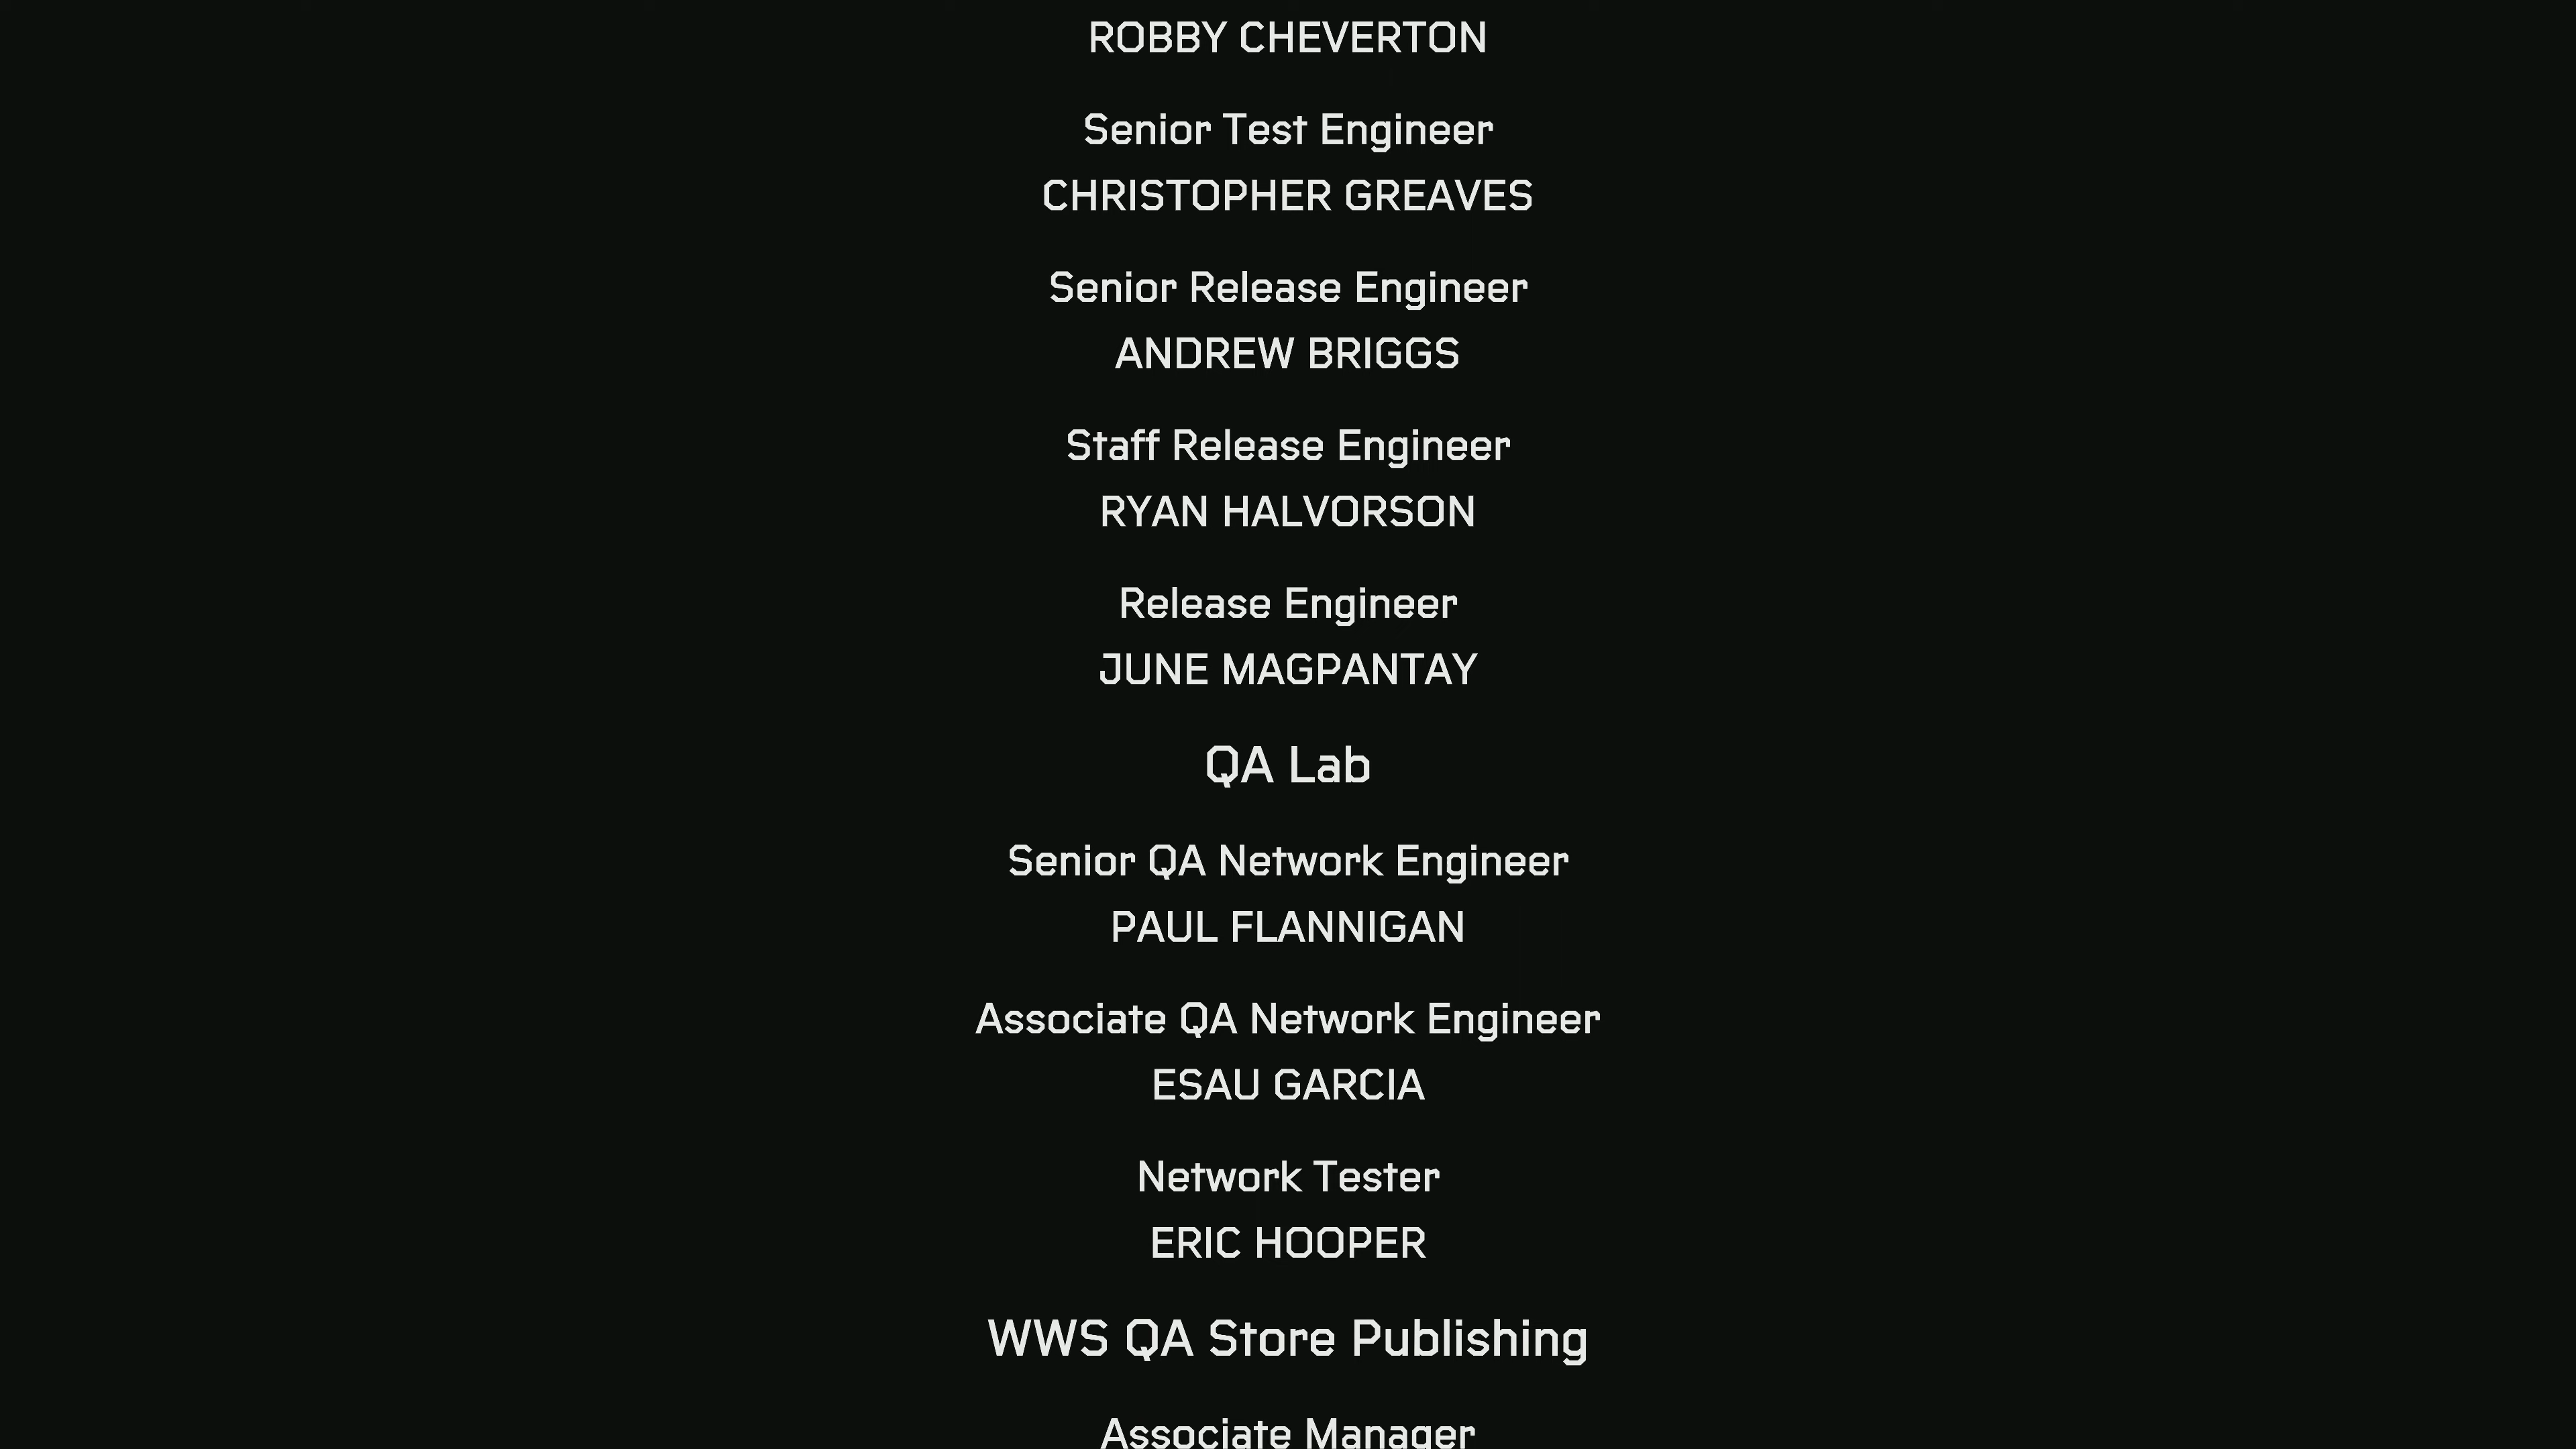 ROBBY CHEVERTON
Senior Test Engineer
CHRISTOPHER GREAVES
Senior Release Engineer
ANDREW BRIGGS
Staff Release Engineer
RYAN HALVORSON
Release Engineer
JUNE MAGPANTAY
QA Lab
Senior QA Network Engineer
PAUL FLANNIGAN
Associate QA Network Engineer
ESAU GARCIA
Network Tester
ERIC HOOPER
WWS QA Store Publishing
Associate Manager